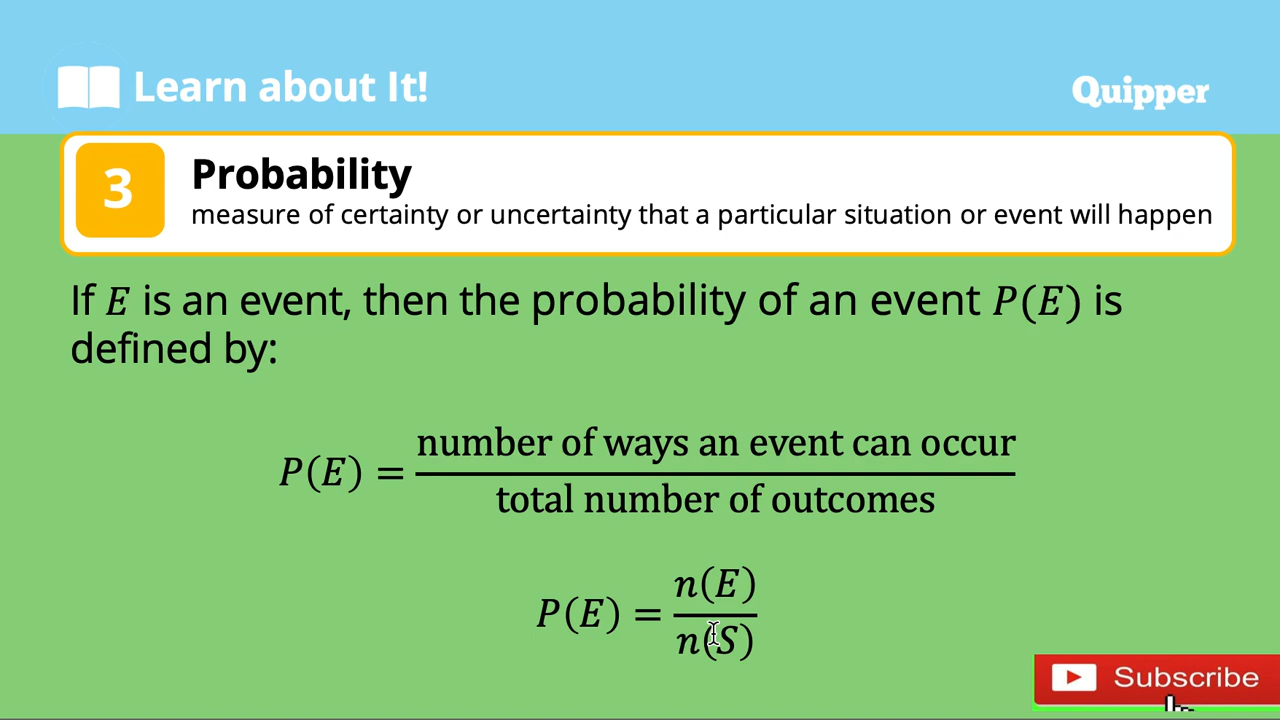 Learn about It!
Quipper
3
Probability
measure of certainty or uncertainty that a particular situation or event will happen
If E is an event, then the probability of an event P(E) is
defined by:
P(E) = number of ways an event can occur / total number of outcomes
P(E) = n(E) / n(S)
Subscribe